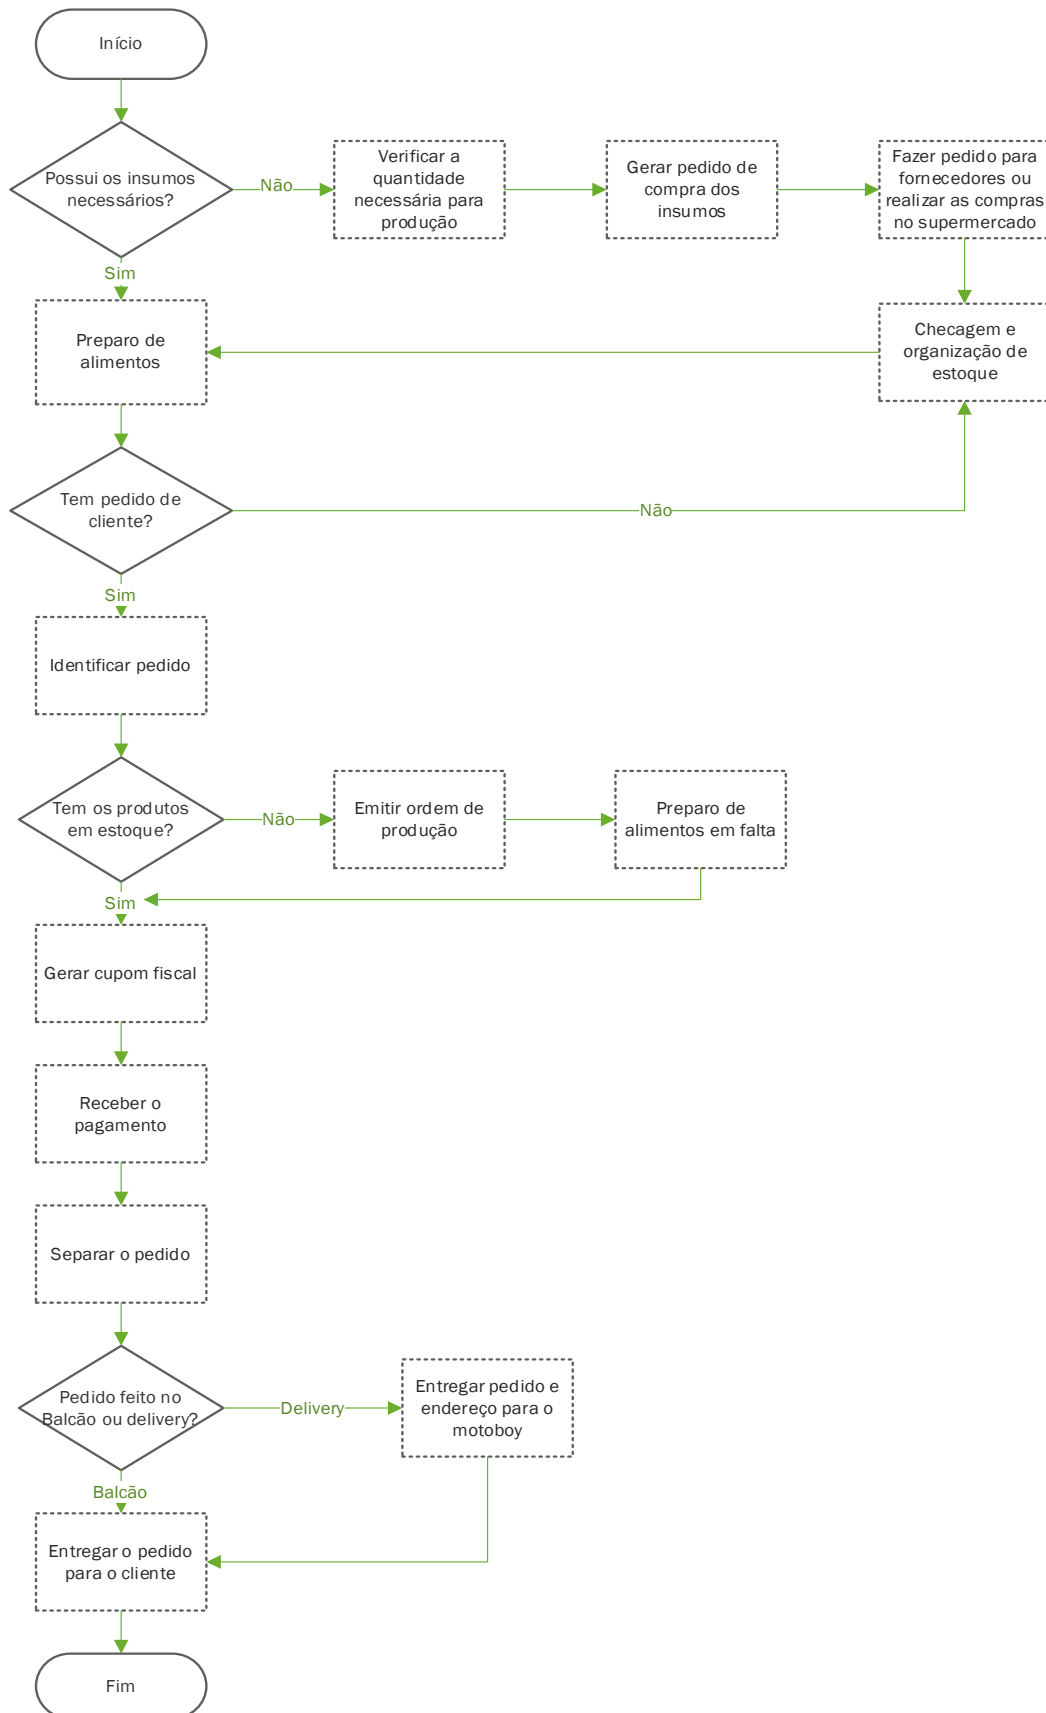 Início
Possui os insumos
necessários?
Não
Verificar a
quantidade
necessária para
produção
Gerar pedido de
compra dos
insumos
Fazer pedido para
fornecedores ou
realizar as compras
no supermercado
Sim
Preparo de
alimentos
Checagem e
organização de
estoque
Tem pedido de
cliente?
Não
Sim
Identificar pedido
Tem os produtos
em estoque?
Não
Emitir ordem de
produção
Preparo de
alimentos em falta
Sim
Gerar cupom fiscal
Receber o
pagamento
Separar o pedido
Pedido feito no
Balcão ou delivery?
Delivery
Entregar pedido e
endereço para o
motoboy
Balcão
Entregar o pedido
para o cliente
Fim